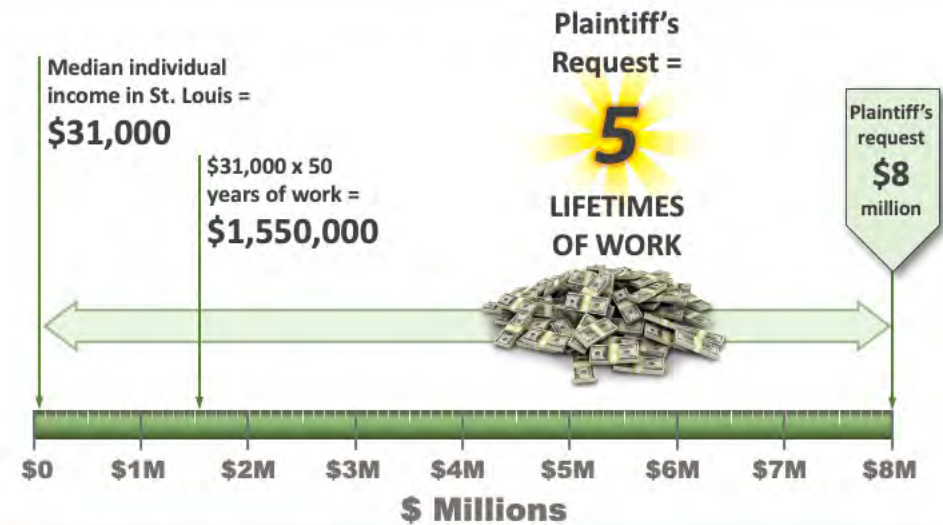 Median individual
income in St. Louis =
$31,000
$31,000 x 50
years of work =
$1,550,000
Plaintiff's
Request =
5
LIFETIMES
OF WORK
Plaintiff's
request
$8
million
$0 $1M $2M $3M $4M $5M $6M $7M $8M
$ Millions